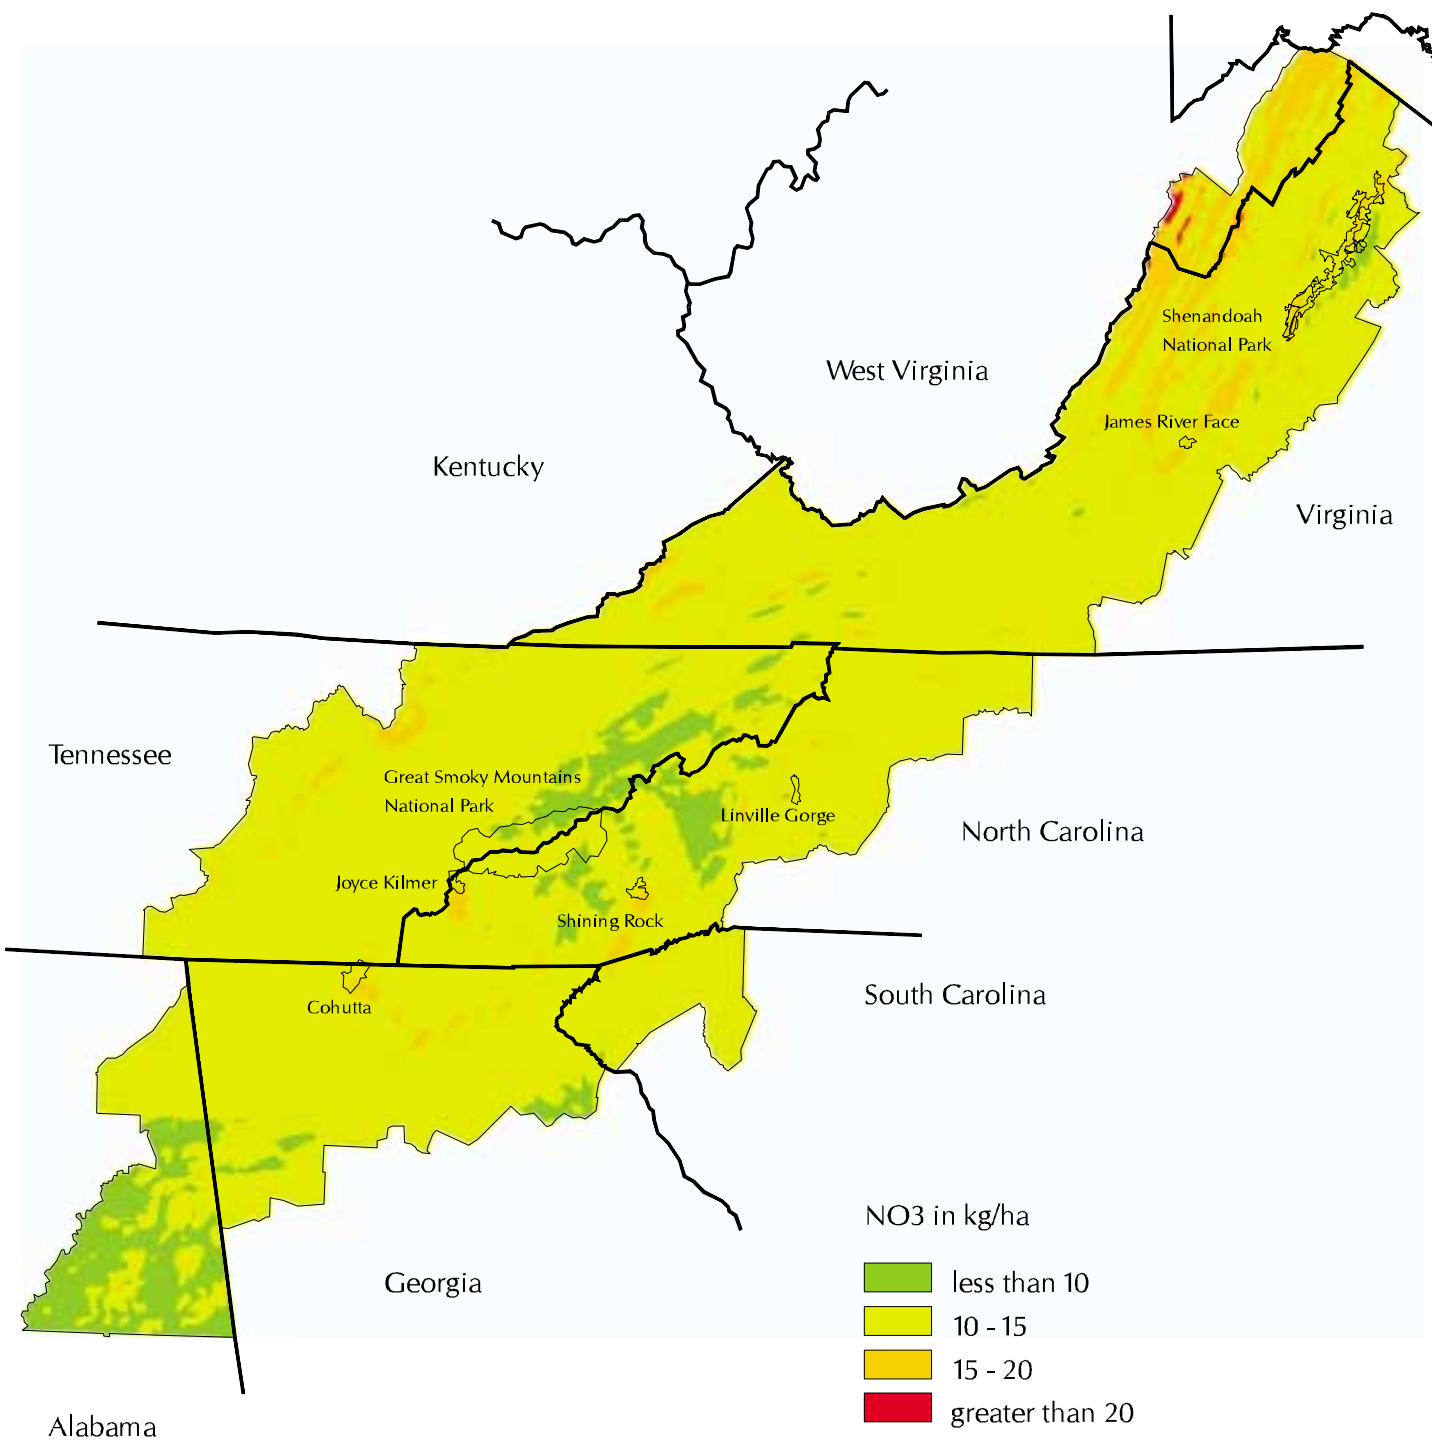 Shenandoah
National Park
West Virginia
James River Face
Kentucky
Virginia
Tennessee
Great Smoky Mountains
National Park
Linville Gorge
North Carolina
Joyce Kilmer
Shining Rock
South Carolina
Cohutta
NO3 in kg/ha
Georgia
less than 10
10 - 15
15 - 20
greater than 20
Alabama